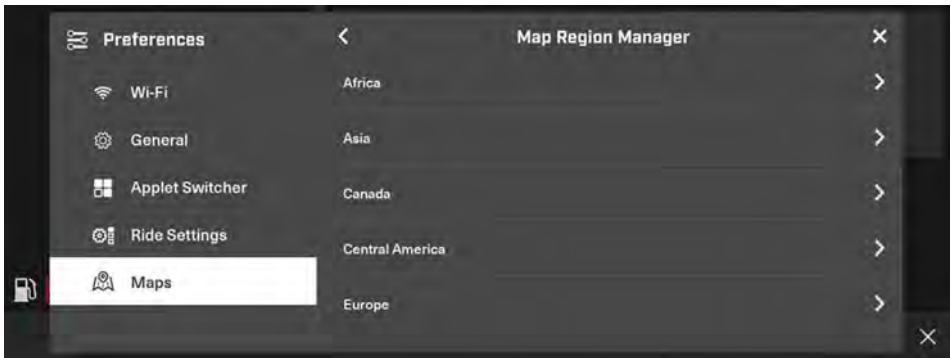 Preferences
Wi-Fi
General
Applet Switcher
Ride Settings
Maps
Map Region Manager
Africa
Asia
Canada
Central America
Europe